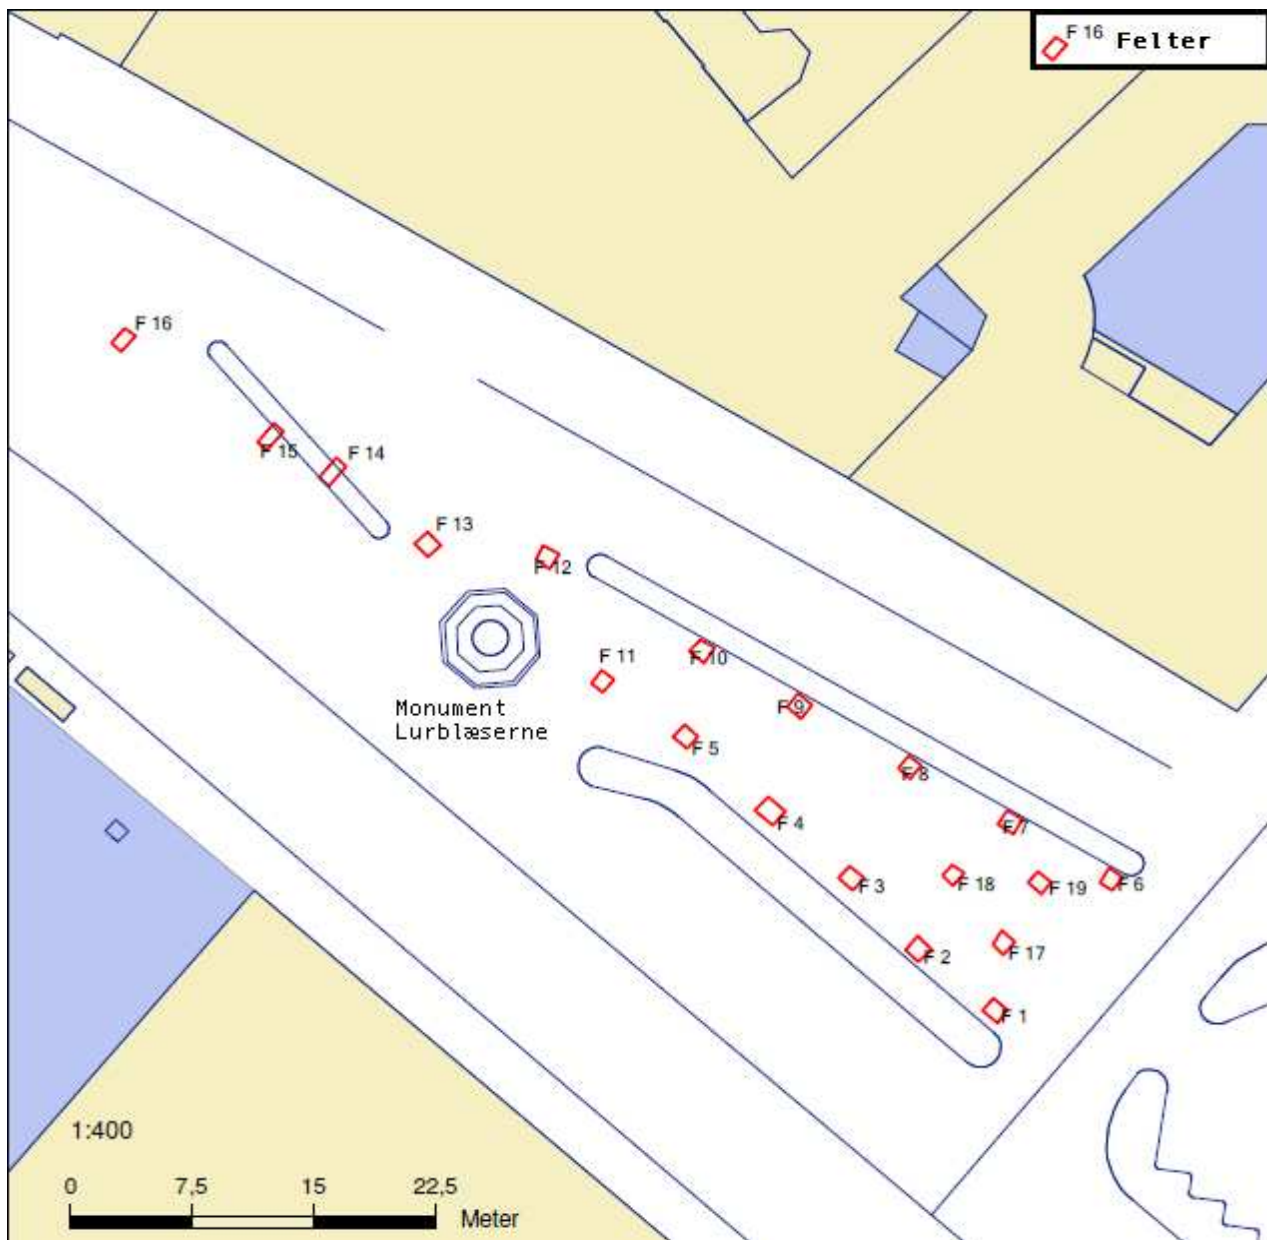 F 16 Felter
F 16
F 15
F 14
F 13
F 12
F 11
F 10
Monument
Lurblæserne
F 9
F 5
F 8
F 4
F 7
F 3
F 18
F 19
F 6
F 2
F 17
F 1
1:400
0 7,5 15 22,5
Meter